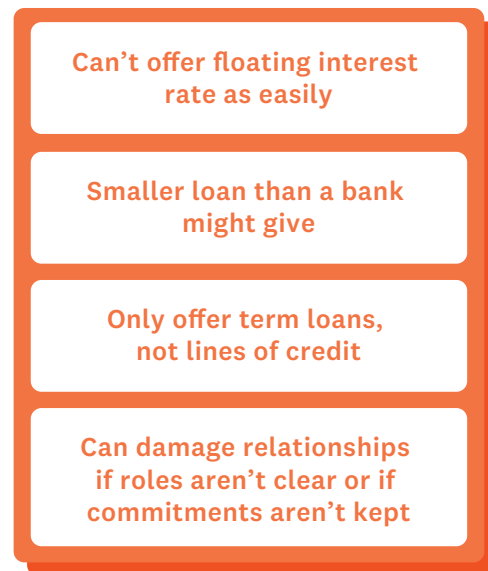 Can’t offer floating interest
rate as easily
Smaller loan than a bank
might give
Only offer term loans,
not lines of credit
Can damage relationships
if roles aren’t clear or if
commitments aren’t kept